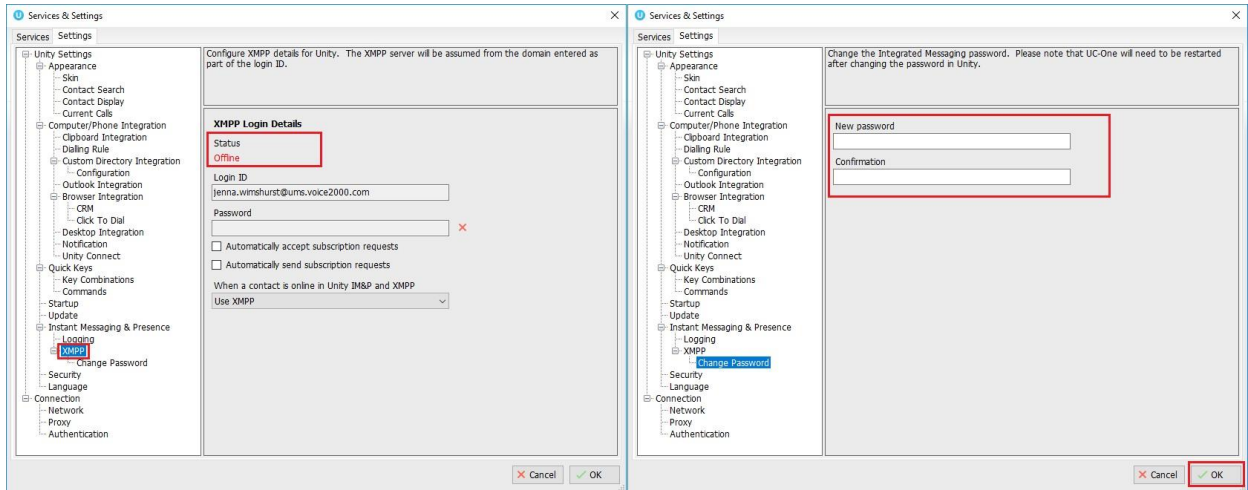 Services & Settings
Services Settings
Unity Settings
Appearance
Skin
Contact Search
Contact Display
Current Calls
Computer/Phone Integration
Clipboard Integration
Dialing Rule
Custom Directory Integration
Configuration
Outlook Integration
Browser Integration
CRM
Click To Dial
Desktop Integration
Notification
Unity Connect
Quick Keys
Key Combinations
Commands
Startup
Update
Instant Messaging & Presence
Logging
XMPP
Change Password
Security
Language
Connection
Network
Proxy
Authentication
Configure XMPP details for Unity. The XMPP server will be assumed from the domain entered as
part of the login ID.
XMPP Login Details
Status
Offline
Login ID
jenna.wimshurst@ums.voice2000.com
Password
Automatically accept subscription requests
Automatically send subscription requests
When a contact is online in Unity IM&P and XMPP
Use XMPP
Cancel OK
Services & Settings
Services Settings
Unity Settings
Appearance
Skin
Contact Search
Contact Display
Current Calls
Computer/Phone Integration
Clipboard Integration
Dialing Rule
Custom Directory Integration
Configuration
Outlook Integration
Browser Integration
CRM
Click To Dial
Desktop Integration
Notification
Unity Connect
Quick Keys
Key Combinations
Commands
Startup
Update
Instant Messaging & Presence
Logging
XMPP
Change Password
Security
Language
Connection
Network
Proxy
Authentication
Change the Integrated Messaging password. Please note that UC-One will need to be restarted
after changing the password in Unity.
New password
Confirmation
Cancel OK